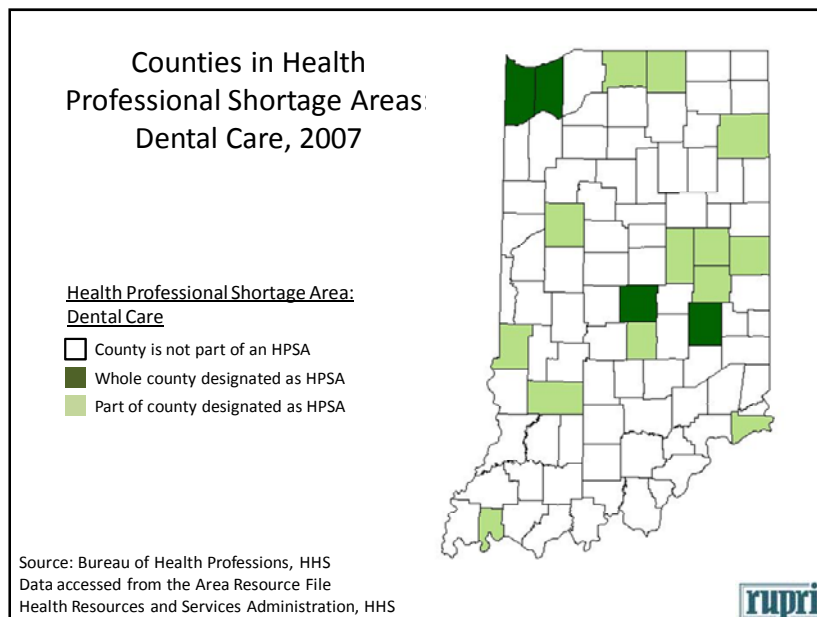 Counties in Health
Professional Shortage Areas:
Dental Care, 2007
Health Professional Shortage Area:
Dental Care
County is not part of an HPSA
Whole county designated as HPSA
Part of county designated as HPSA
Source: Bureau of Health Professions, HHS
Data accessed from the Area Resource File
Health Resources and Services Administration, HHS
rupri